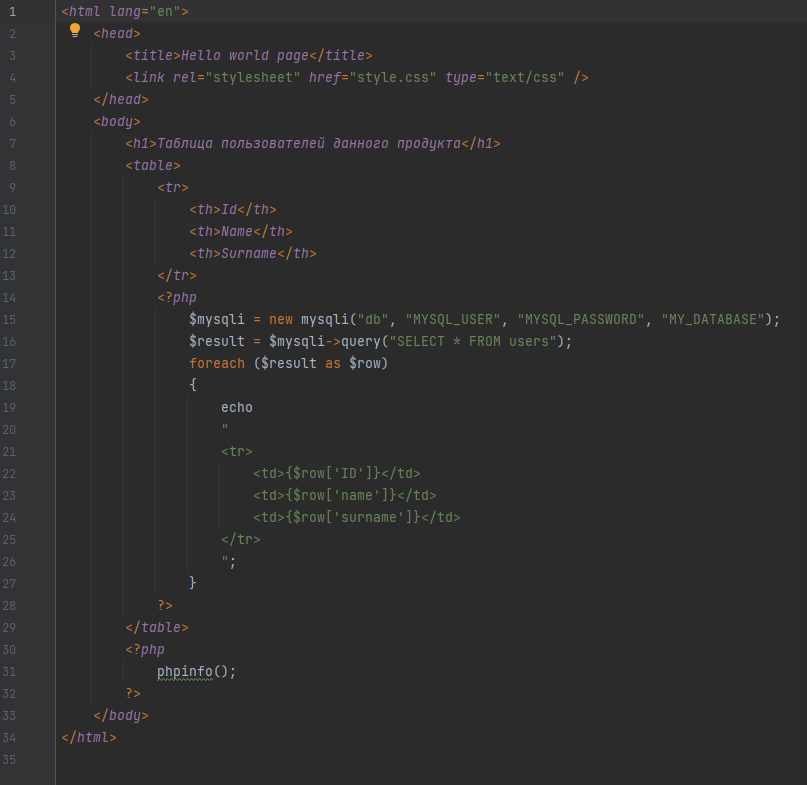 1 <html lang="en">
2 <head>
3 <title>Hello world page</title>
4 <link rel="stylesheet" href="style.css" type="text/css" />
5 </head>
6 <body>
7 <h1>Таблица пользователей данного продукта</h1>
8 <table>
9 <tr>
10 <th>Id</th>
11 <th>Name</th>
12 <th>Surname</th>
13 </tr>
14 <?php
15 $mysqli = new mysqli("db", "MYSQL_USER", "MYSQL_PASSWORD", "MY_DATABASE");
16 $result = $mysqli->query("SELECT * FROM users");
17 foreach ($result as $row)
18 {
19 echo
20 "
21 <tr>
22 <td>{$row['ID']}</td>
23 <td>{$row['name']}</td>
24 <td>{$row['surname']}</td>
25 </tr>
26 ";
27 }
28 ?>
29 </table>
30 <?php
31 phpinfo();
32 ?>
33 </body>
34 </html>
35